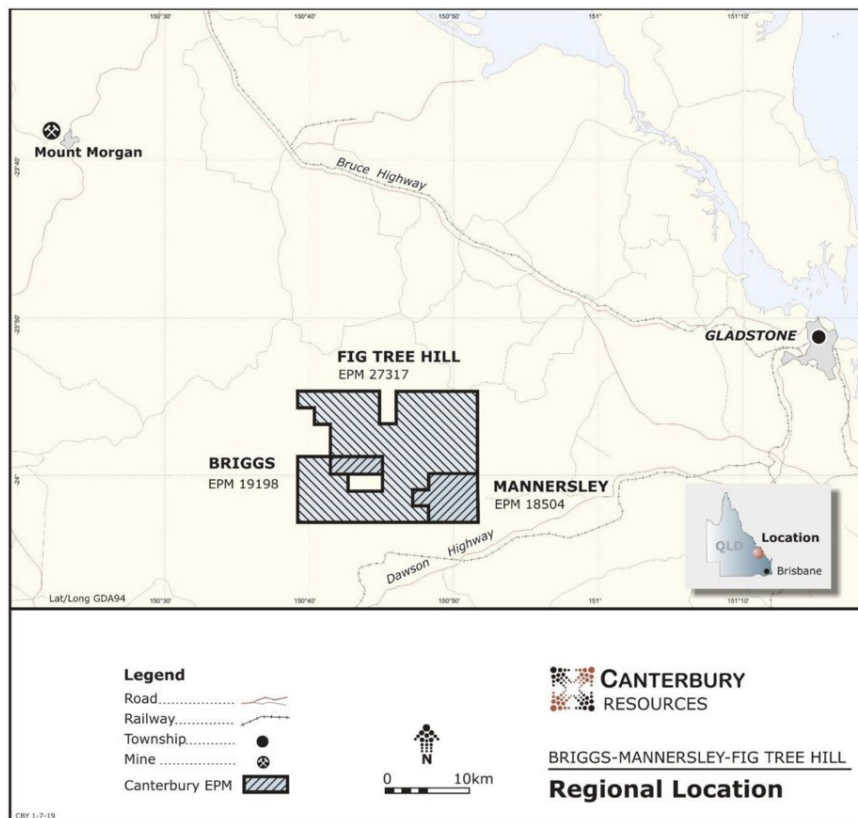 150°30'
150°40'
150°50'
151°
151°10'
Mount Morgan
-23°40'
Bruce Highway
-23°50'
GLADSTONE
FIG TREE HILL
EPM 27317
BRIGGS
EPM 19198
-24°
MANNERSLEY
EPM 18504
Dawson Highway
QLD
Location
Brisbane
Lat/Long GDA94
150°30'
150°40'
150°50'
151°
151°10'
Legend
Road
Railway
Township
Mine
Canterbury EPM
N
0 10km
CANTERBURY
RESOURCES
BRIGGS-MANNERSLEY-FIG TREE HILL
Regional Location
CBY 1-7-19